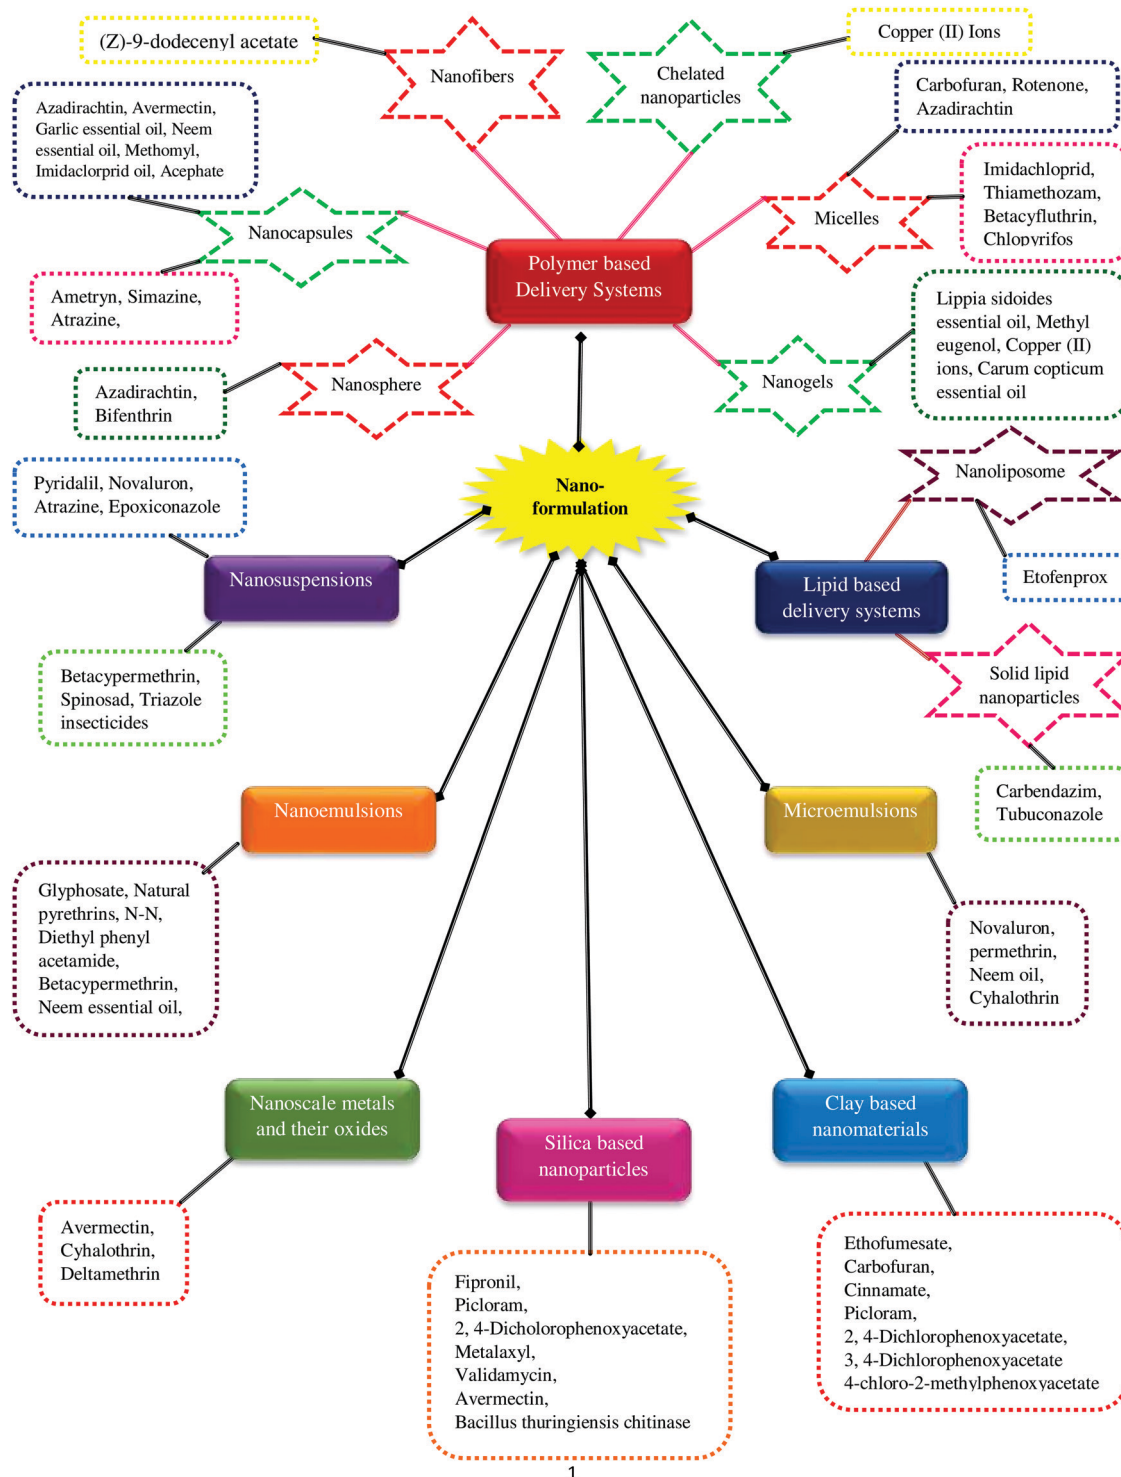 (Z)-9-dodecenyl acetate
Nanofibers
Chelated
nanoparticles
Copper (II) Ions
Azadirachtin, Avermectin,
Garlic essential oil, Neem
essential oil, Methomyl,
Imidaclorprid oil, Acephate
Carbofuran, Rotenone,
Azadirachtin
Nanocapsules
Micelles
Imidachloprid,
Thiamethozam,
Betacyfluthrin,
Chlopyrifos
Polymer based
Delivery Systems
Ametryn, Simazine,
Atrazine,
Lippia sidoides
essential oil, Methyl
eugenol, Copper (II)
ions, Carum copticum
essential oil
Nanosphere
Nanogels
Azadirachtin,
Bifenthrin
Nano-
formulation
Nanoliposome
Pyridalil, Novaluron,
Atrazine, Epoxiconazole
Nanosuspensions
Lipid based
delivery systems
Etofenprox
Betacypermethrin,
Spinosad, Triazole
insecticides
Solid lipid
nanoparticles
Carbendazim,
Tubuconazole
Nanoemulsions
Microemulsions
Glyphosate, Natural
pyrethrins, N-N,
Diethyl phenyl
acetamide,
Betacypermethrin,
Neem essential oil,
Novaluron,
permethrin,
Neem oil,
Cyhalothrin
Nanoscale metals
and their oxides
Silica based
nanoparticles
Clay based
nanomaterials
Avermectin,
Cyhalothrin,
Deltamethrin
Fipronil,
Picloram,
2, 4-Dicholorophenoxyacetate,
Metalaxyl,
Validamycin,
Avermectin,
Bacillus thuringiensis chitinase
Ethofumesate,
Carbofuran,
Cinnamate,
Picloram,
2, 4-Dichlorophenoxyacetate,
3, 4-Dichlorophenoxyacetate
4-chloro-2-methylphenoxyacetate
1